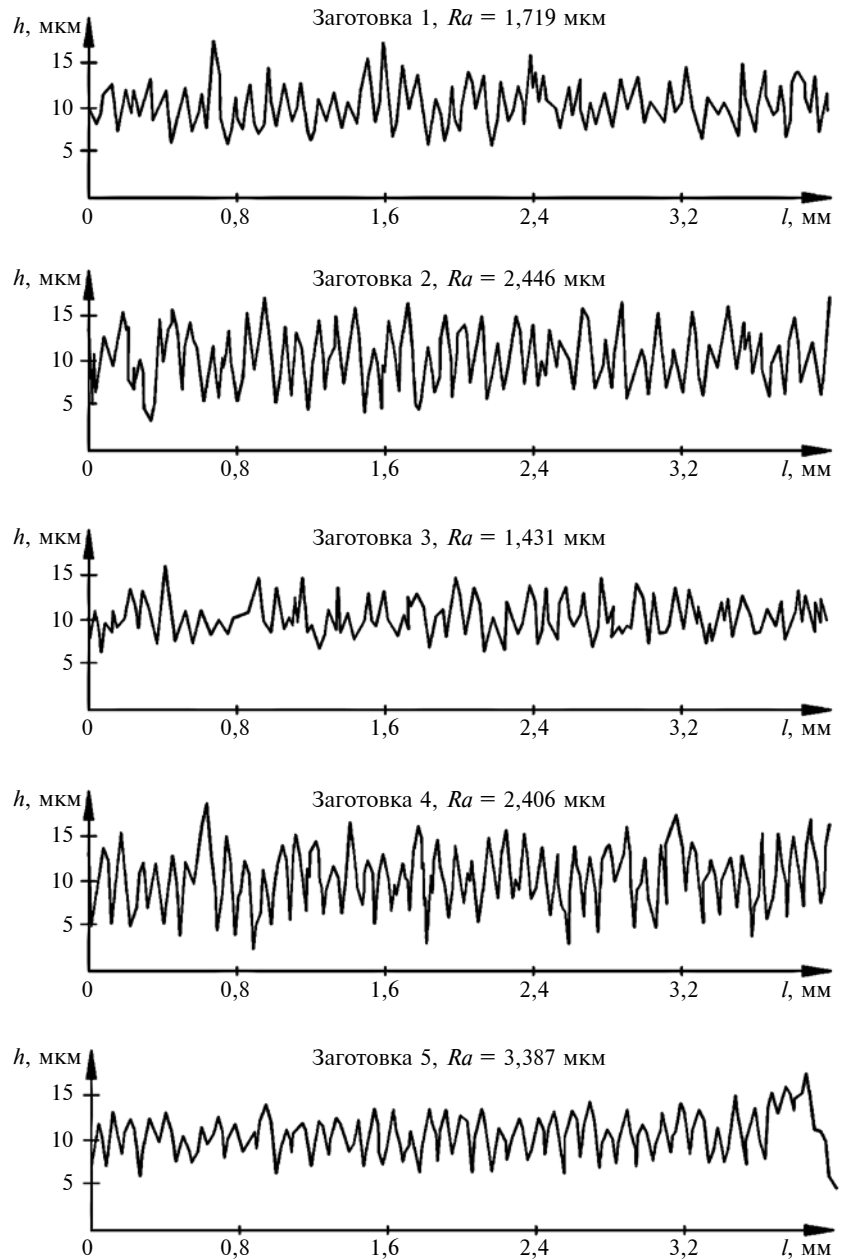 h, мкм
Заготовка 1, Ra = 1,719 мкм
15
10
5
0 0,8 1,6 2,4 3,2 l, мм
h, мкм
Заготовка 2, Ra = 2,446 мкм
15
10
5
0 0,8 1,6 2,4 3,2 l, мм
h, мкм
Заготовка 3, Ra = 1,431 мкм
15
10
5
0 0,8 1,6 2,4 3,2 l, мм
h, мкм
Заготовка 4, Ra = 2,406 мкм
15
10
5
0 0,8 1,6 2,4 3,2 l, мм
h, мкм
Заготовка 5, Ra = 3,387 мкм
15
10
5
0 0,8 1,6 2,4 3,2 l, мм